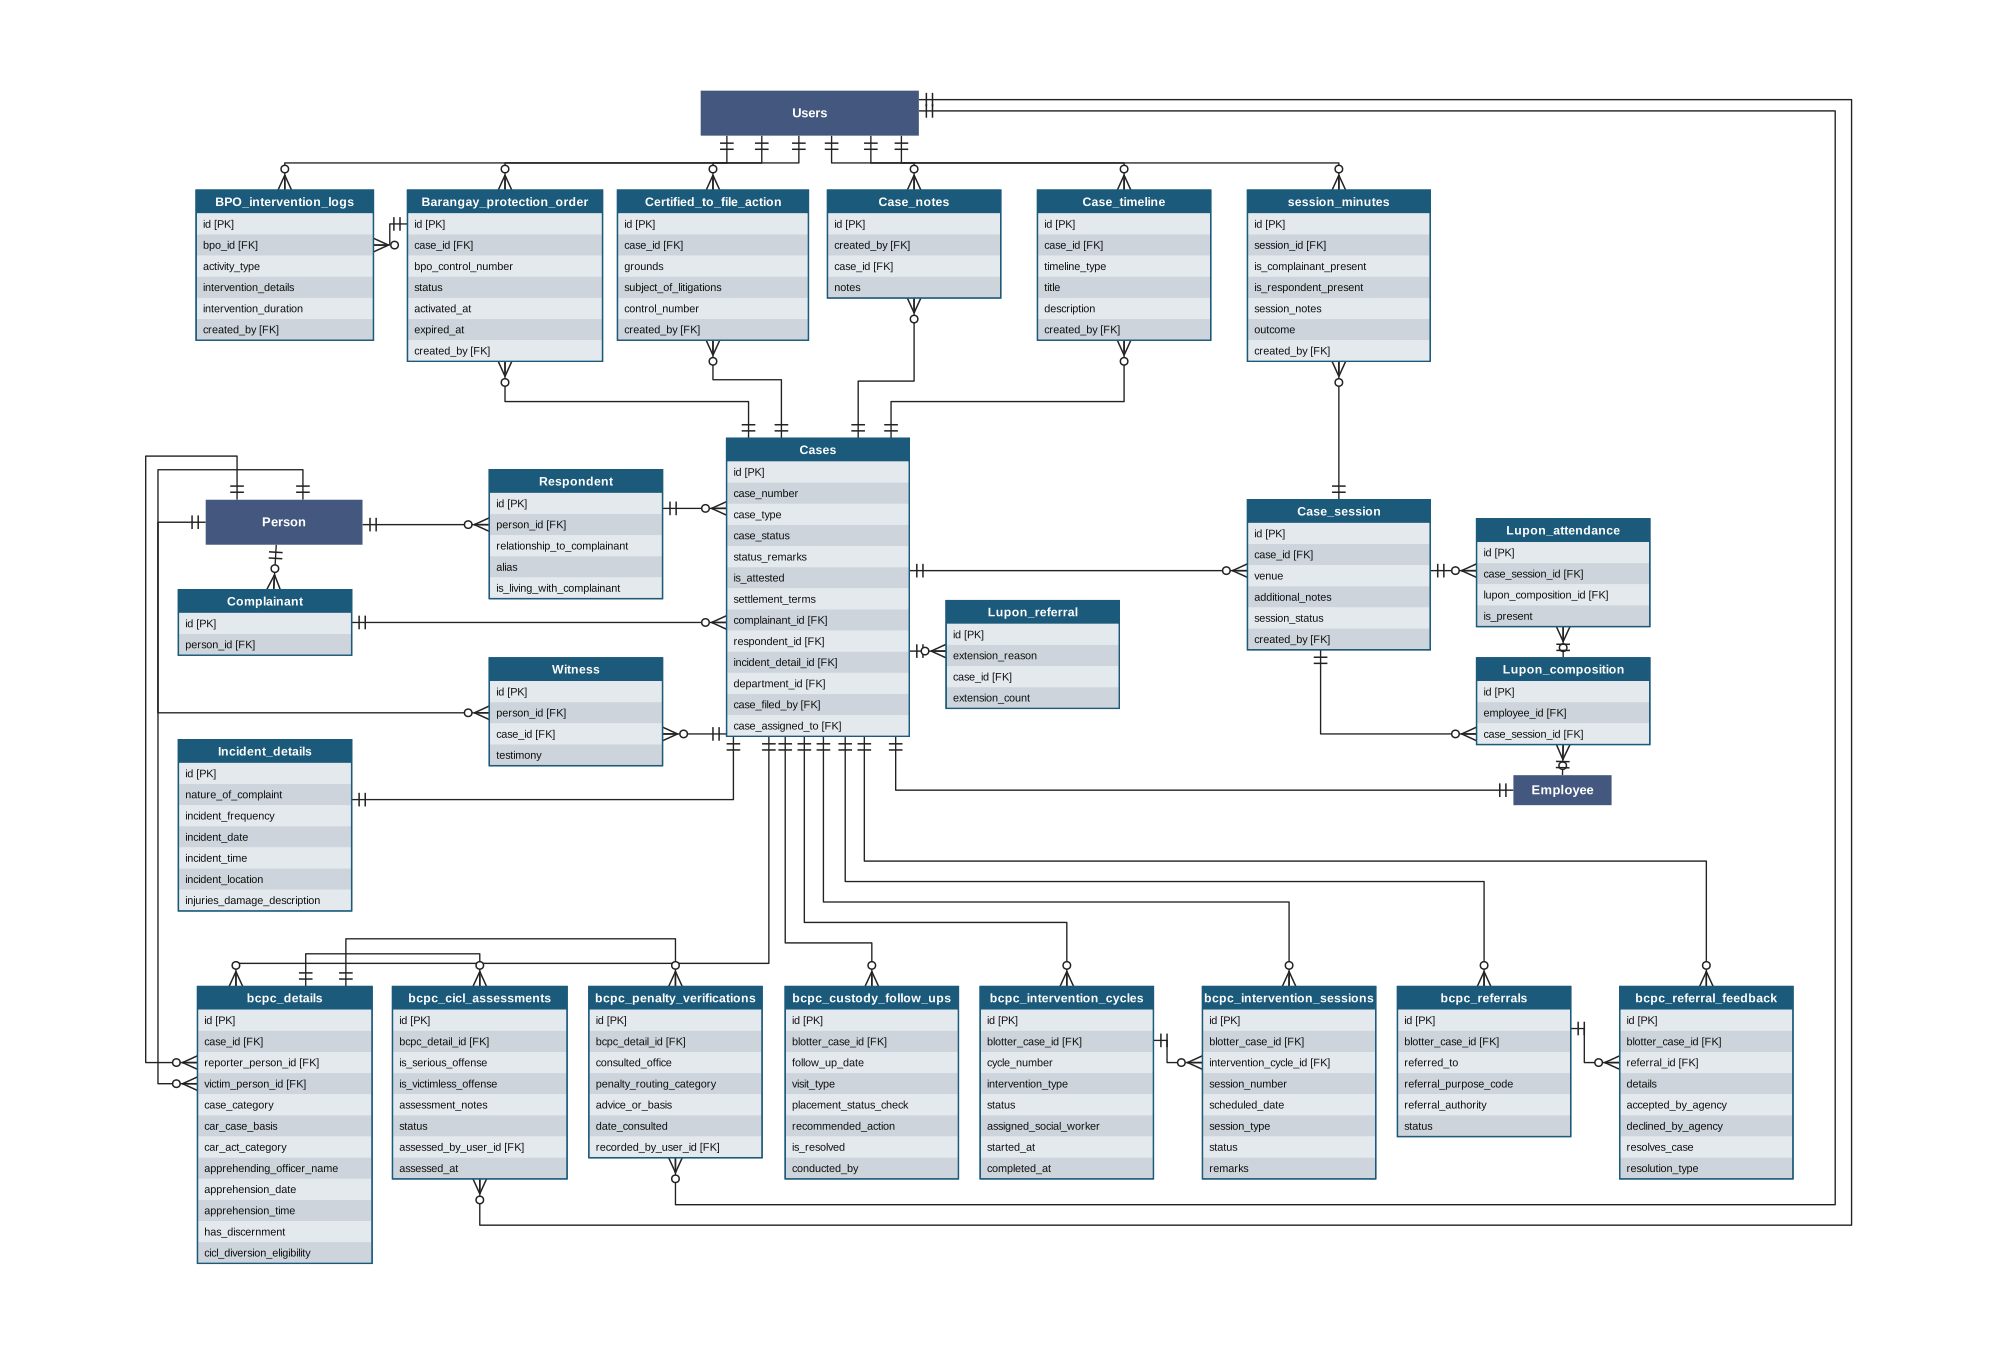 Users
BPO_intervention_logs
id [PK]
bpo_id [FK]
activity_type
intervention_details
intervention_duration
created_by [FK]
Barangay_protection_order
id [PK]
case_id [FK]
bpo_control_number
status
activated_at
expired_at
created_by [FK]
Certified_to_file_action
id [PK]
case_id [FK]
grounds
subject_of_litigations
control_number
created_by [FK]
Case_notes
id [PK]
created_by [FK]
case_id [FK]
notes
Case_timeline
id [PK]
case_id [FK]
timeline_type
title
description
created_by [FK]
session_minutes
id [PK]
session_id [FK]
is_complainant_present
is_respondent_present
session_notes
outcome
created_by [FK]
Person
Complainant
id [PK]
person_id [FK]
Respondent
id [PK]
person_id [FK]
relationship_to_complainant
alias
is_living_with_complainant
Witness
id [PK]
person_id [FK]
case_id [FK]
testimony
Incident_details
id [PK]
nature_of_complaint
incident_frequency
incident_date
incident_time
incident_location
injuries_damage_description
Cases
id [PK]
case_number
case_type
case_status
status_remarks
is_attested
settlement_terms
complainant_id [FK]
respondent_id [FK]
incident_detail_id [FK]
department_id [FK]
case_filed_by [FK]
case_assigned_to [FK]
Lupon_referral
id [PK]
extension_reason
case_id [FK]
extension_count
Case_session
id [PK]
case_id [FK]
venue
additional_notes
session_status
created_by [FK]
Lupon_attendance
id [PK]
case_session_id [FK]
lupon_composition_id [FK]
is_present
Lupon_composition
id [PK]
employee_id [FK]
case_session_id [FK]
Employee
bcpc_details
id [PK]
case_id [FK]
reporter_person_id [FK]
victim_person_id [FK]
case_category
car_case_basis
car_act_category
apprehending_officer_name
apprehension_date
apprehension_time
has_discernment
cicl_diversion_eligibility
bcpc_cicl_assessments
id [PK]
bcpc_detail_id [FK]
is_serious_offense
is_victimless_offense
assessment_notes
status
assessed_by_user_id [FK]
assessed_at
bcpc_penalty_verifications
id [PK]
bcpc_detail_id [FK]
consulted_office
penalty_routing_category
advice_or_basis
date_consulted
recorded_by_user_id [FK]
bcpc_custody_follow_ups
id [PK]
blotter_case_id [FK]
follow_up_date
visit_type
placement_status_check
recommended_action
is_resolved
conducted_by
bcpc_intervention_cycles
id [PK]
blotter_case_id [FK]
cycle_number
intervention_type
status
assigned_social_worker
started_at
completed_at
bcpc_intervention_sessions
id [PK]
blotter_case_id [FK]
intervention_cycle_id [FK]
session_number
scheduled_date
session_type
status
remarks
bcpc_referrals
id [PK]
blotter_case_id [FK]
referred_to
referral_purpose_code
referral_authority
status
bcpc_referral_feedback
id [PK]
blotter_case_id [FK]
referral_id [FK]
details
accepted_by_agency
declined_by_agency
resolves_case
resolution_type